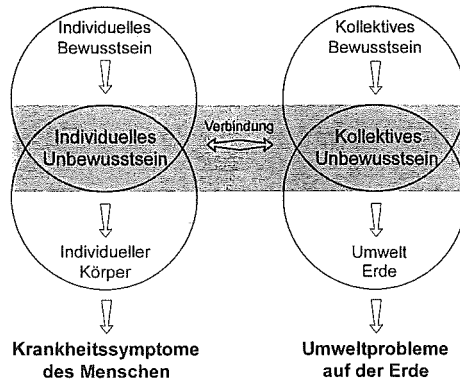 Individuelles
Bewusstsein
Kollektives
Bewusstsein
Individuelles
Unbewusstsein
Verbindung
Kollektives
Unbewusstsein
Individueller
Körper
Umwelt
Erde
Krankheitssymptome
des Menschen
Umweltprobleme
auf der Erde